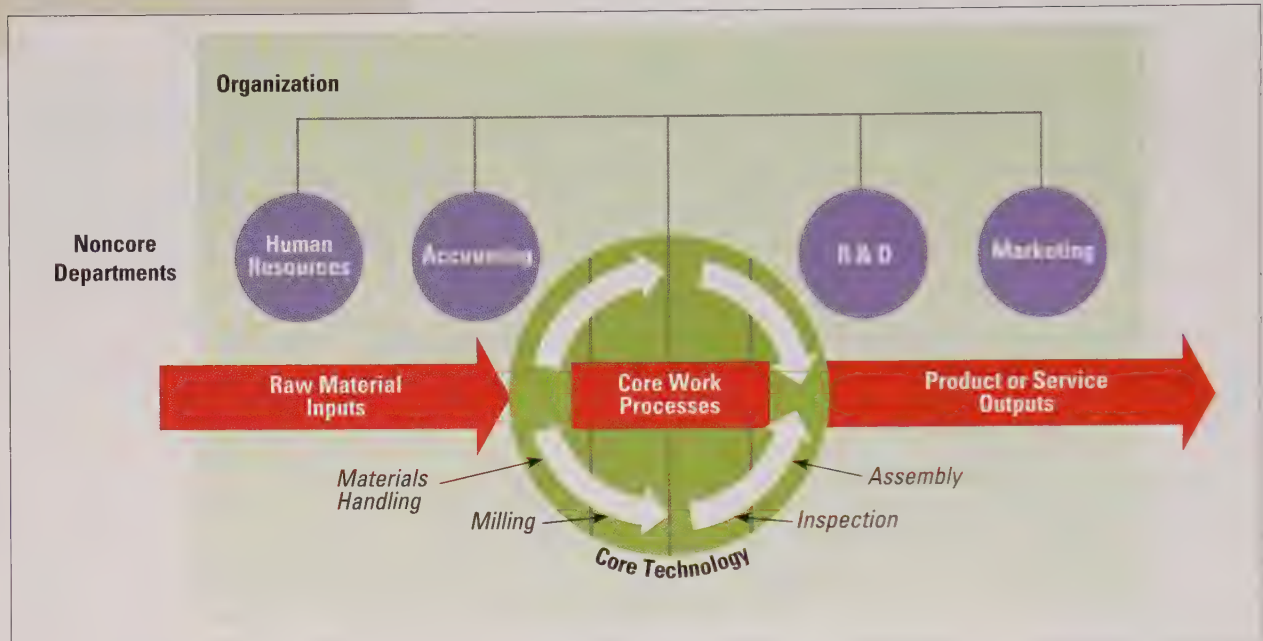 Organization
Noncore
Departments
Human
Resources
Accounting
R & D
Marketing
Raw Material
Inputs
Core Work
Processes
Product or Service
Outputs
Materials
Handling
Milling
Assembly
Inspection
Core Technology